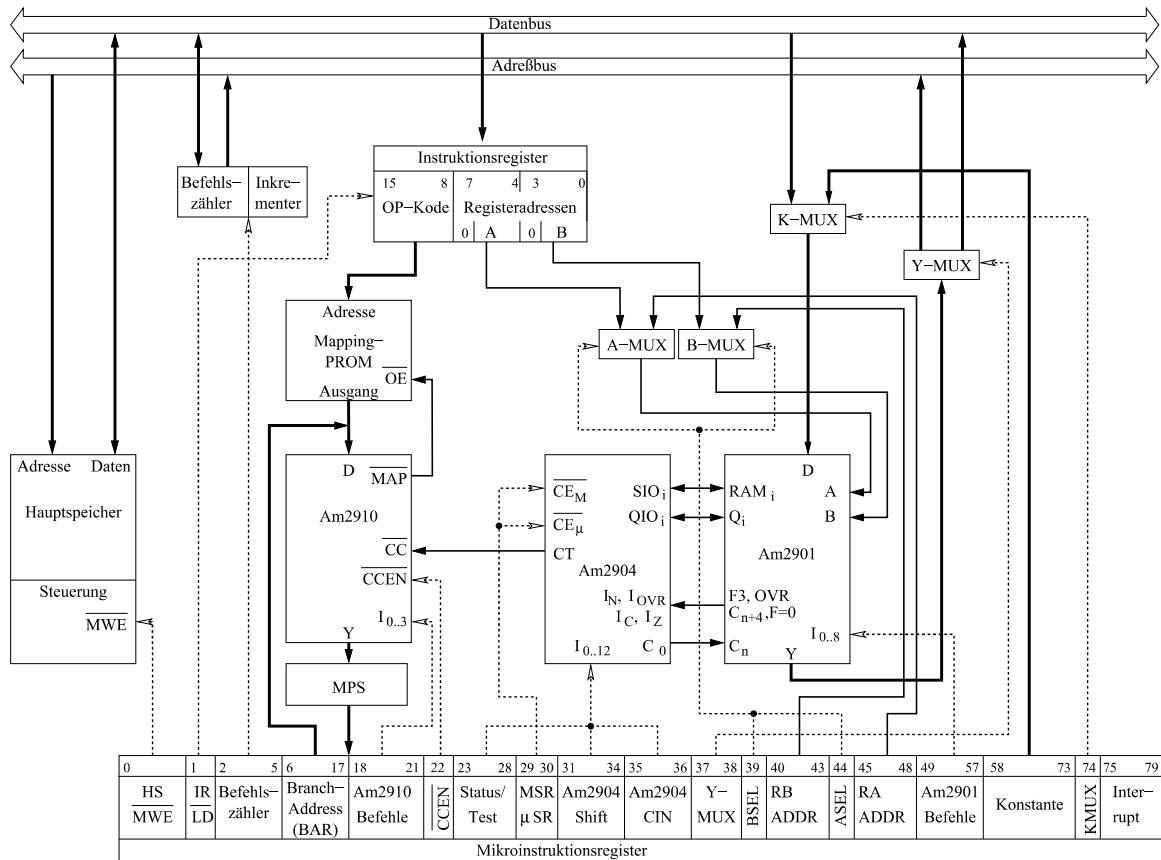 Datenbus
Adreßbus
Instruktionsregister
15 8 7 4 3 0
OP−Kode Registeradressen
0 A 0 B
Befehls−
zähler
Inkre−
menter
K−MUX
Y−MUX
Adresse
Mapping−
PROM
OE
Ausgang
A−MUX B−MUX
Adresse Daten
Hauptspeicher
Steuerung
MWE
D
MAP
Am2910
CC
CCEN
I0..3
Y
MPS
CEM
CEμ
CT
SIOi
QIOi
Am2904
IN, IOVR
IC, IZ
I0..12
C0
D
RAMi
Qi
A
B
Am2901
F3, OVR
Cn+4,F=0
I0..8
Cn
Y
0 1 2 5 6 17 18 21 22 23 28 29 30 31 34 35 36 37 38 39 40 43 44 45 48 49 57 58 73 74 75 79
HS
MWE
IR
LD
Befehls−
zähler
Branch−
Address
(BAR)
Am2910
Befehle
CCEN
Status/
Test
MSR
μ SR
Am2904
Shift
Am2904
CIN
Y−
MUX
BSEL
RB
ADDR
ASEL
RA
ADDR
Am2901
Befehle
Konstante
KMUX
Inter−
rupt
Mikroinstruktionsregister